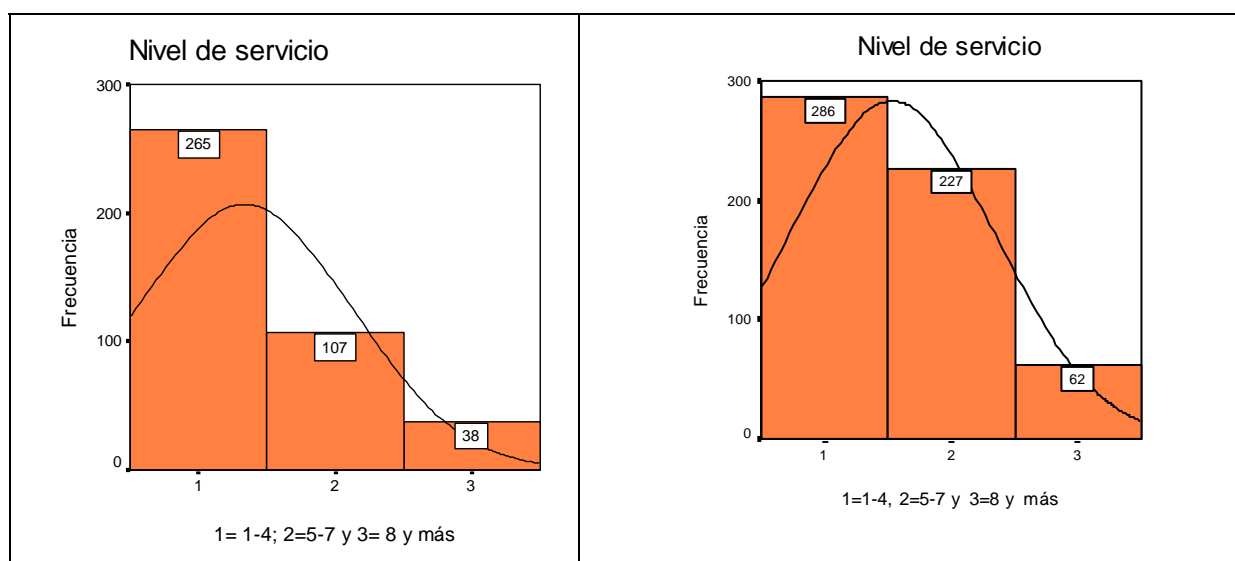 Nivel de servicio
Frecuencia
300
200
100
0
265
107
38
1 2 3
1= 1-4; 2=5-7 y 3= 8 y más
Nivel de servicio
Frecuencia
300
200
100
0
286
227
62
1 2 3
1=1-4, 2=5-7 y 3=8 y más